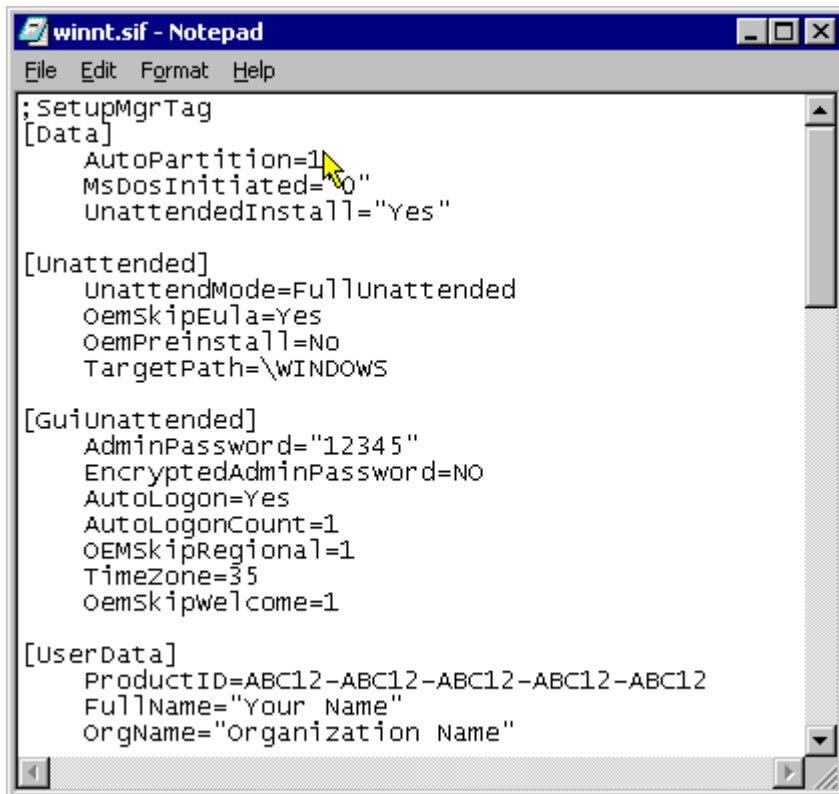 winnt.sif - Notepad
File Edit Format Help
;SetupMgrTag
[Data]
    AutoPartition=1
    MsDosInitiated="0"
    UnattendedInstall="Yes"

[Unattended]
    UnattendMode=FullUnattended
    OemSkipEula=Yes
    OemPreinstall=No
    TargetPath=\WINDOWS

[GuiUnattended]
    AdminPassword="12345"
    EncryptedAdminPassword=NO
    AutoLogon=Yes
    AutoLogonCount=1
    OEMSkipRegional=1
    TimeZone=35
    OemSkipWelcome=1

[UserData]
    ProductID=ABC12-ABC12-ABC12-ABC12-ABC12
    FullName="Your Name"
    OrgName="Organization Name"